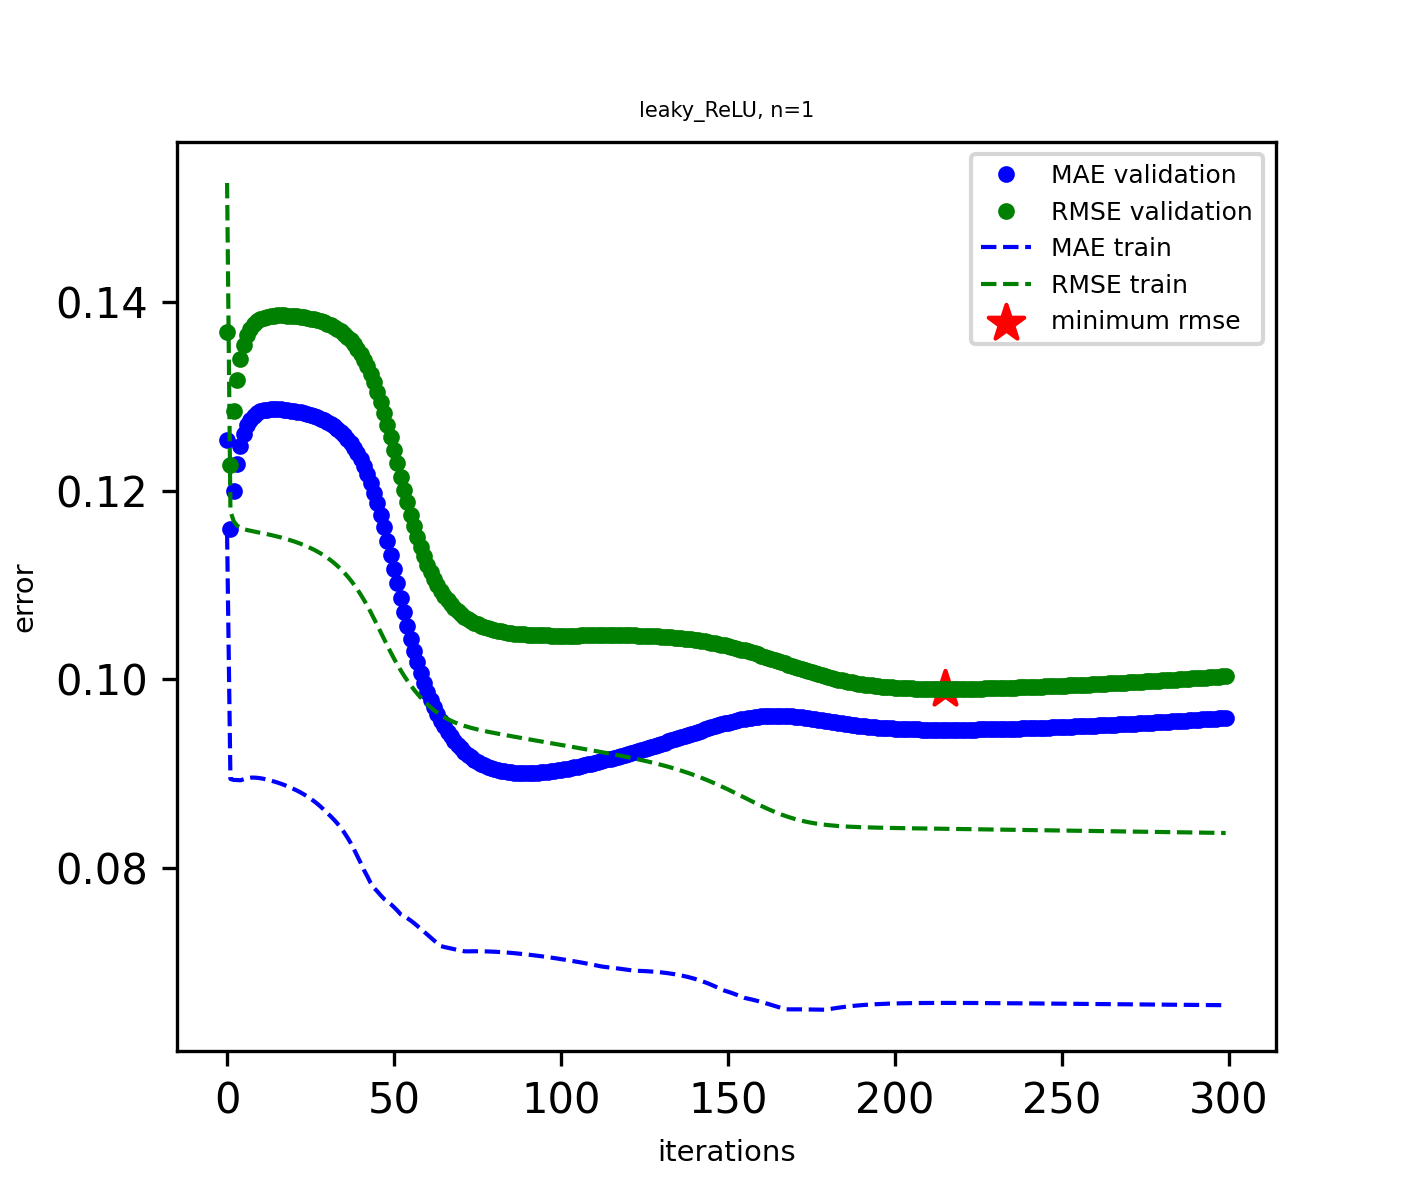 leaky_ReLU, n=1
MAE validation
RMSE validation
MAE train
RMSE train
minimum rmse
error
0.14
0.12
0.10
0.08
0 50 100 150 200 250 300
iterations